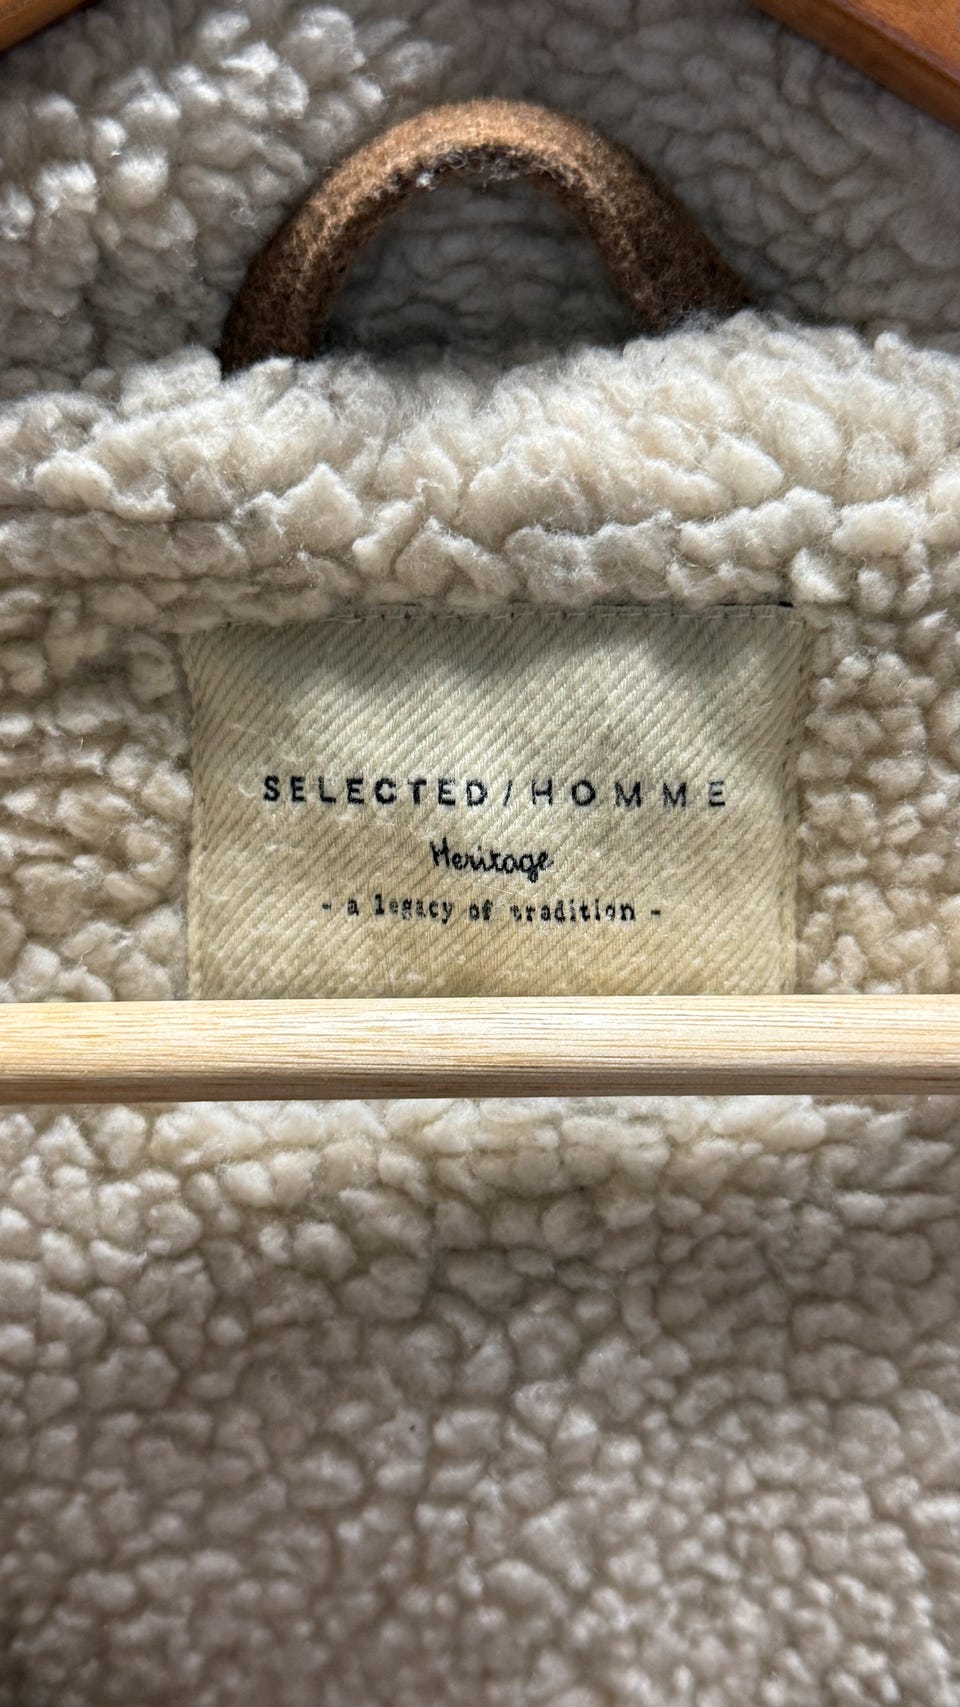 SELECTED/HOMME
Heritage
- a legacy of tradition -